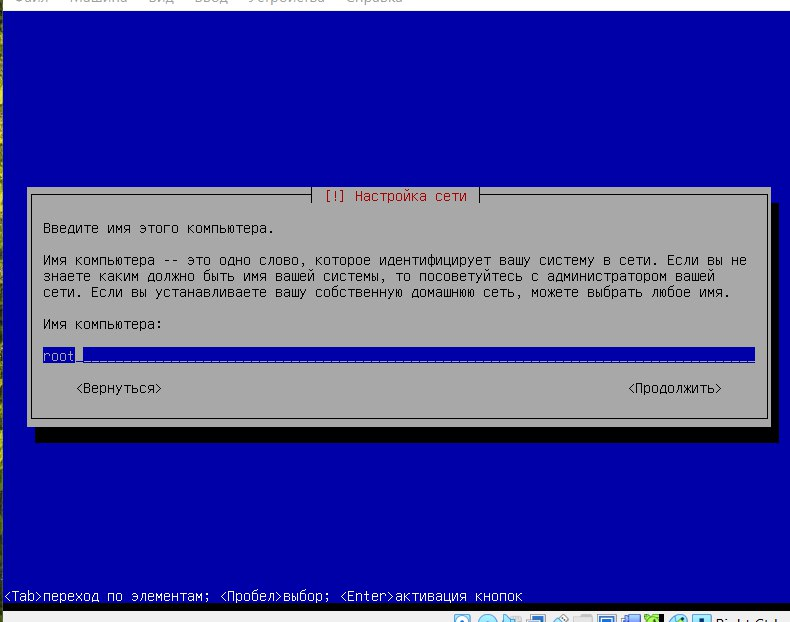 Файл Машина Вид Ввод Устройства Справка
[!] Настройка сети
Введите имя этого компьютера.
Имя компьютера -- это одно слово, которое идентифицирует вашу систему в сети. Если вы не
знаете каким должно быть имя вашей системы, то посоветуйтесь с администратором вашей
сети. Если вы устанавливаете вашу собственную домашнюю сеть, можете выбрать любое имя.
Имя компьютера:
root
<Вернуться> <Продолжить>
<Tab>переход по элементам; <Пробел>выбор; <Enter>активация кнопок
Right Ctrl